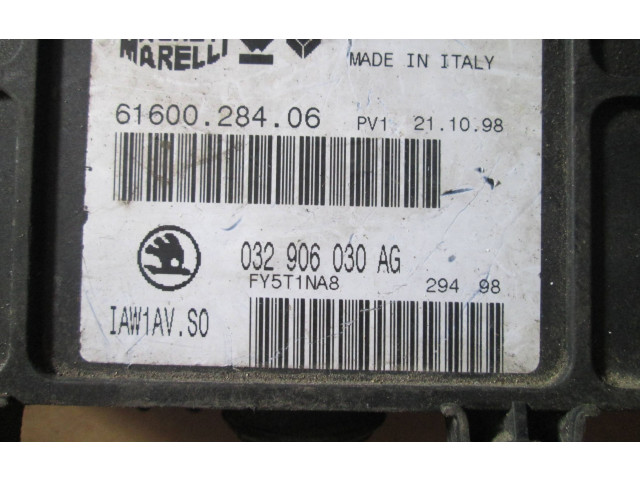 MAGNETI
MARELLI
MADE IN ITALY
61600.284.06 PV1 21.10.98
032 906 030 AG
FY5T1NA8 294 98
IAW1AV.S0